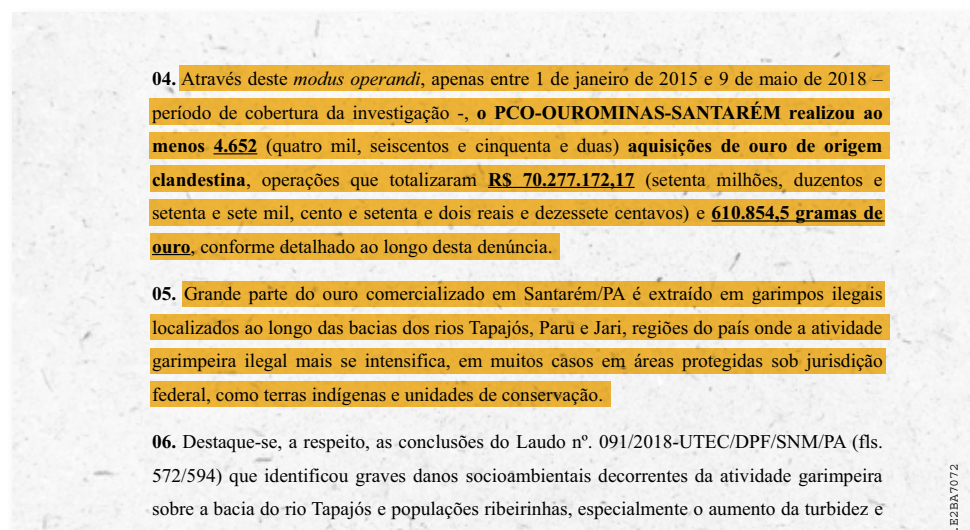 04. Através deste modus operandi, apenas entre 1 de janeiro de 2015 e 9 de maio de 2018 –
período de cobertura da investigação -, o PCO-OUROMINAS-SANTARÉM realizou ao
menos 4.652 (quatro mil, seiscentos e cinquenta e duas) aquisições de ouro de origem
clandestina, operações que totalizaram R$ 70.277.172,17 (setenta milhões, duzentos e
setenta e sete mil, cento e setenta e dois reais e dezessete centavos) e 610.854,5 gramas de
ouro, conforme detalhado ao longo desta denúncia.
05. Grande parte do ouro comercializado em Santarém/PA é extraído em garimpos ilegais
localizados ao longo das bacias dos rios Tapajós, Paru e Jari, regiões do país onde a atividade
garimpeira ilegal mais se intensifica, em muitos casos em áreas protegidas sob jurisdição
federal, como terras indígenas e unidades de conservação.
06. Destaque-se, a respeito, as conclusões do Laudo nº. 091/2018-UTEC/DPF/SNM/PA (fls.
572/594) que identificou graves danos socioambientais decorrentes da atividade garimpeira
sobre a bacia do rio Tapajós e populações ribeirinhas, especialmente o aumento da turbidez e
E2BA7072